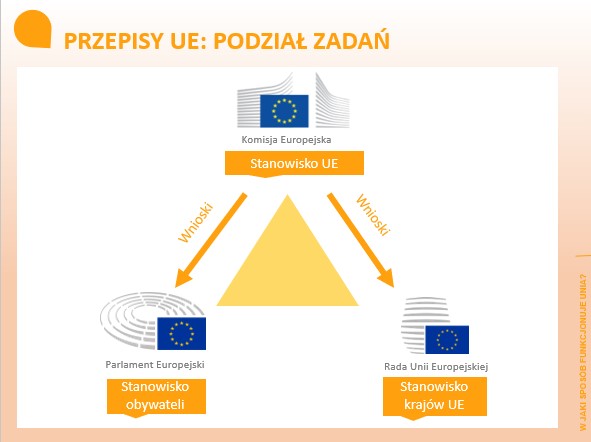 PRZEPISY UE: PODZIAŁ ZADAŃ
Komisja Europejska
Stanowisko UE
Wnioski
Wnioski
Parlament Europejski
Stanowisko
obywateli
Rada Unii Europejskiej
Stanowisko
krajów UE
W JAKI SPOSÓB FUNKCJONUJE UNIA?